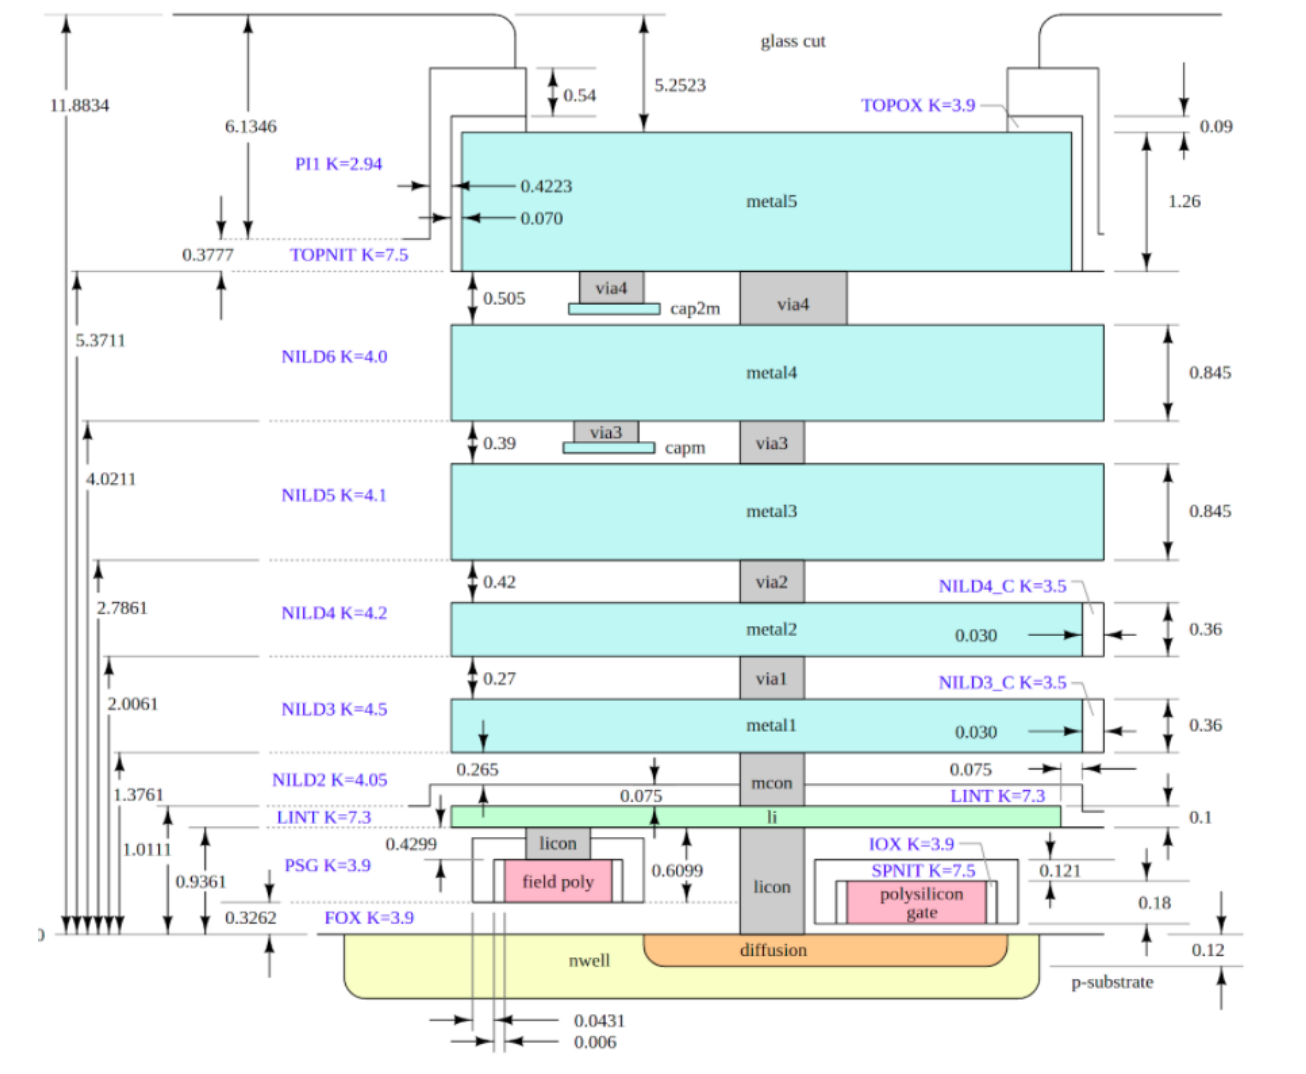 glass cut
11.8834
0.54
5.2523
TOPOX K=3.9
6.1346
0.09
PI1 K=2.94
0.4223
metal5
1.26
0.070
0.3777
TOPNIT K=7.5
0.505
via4
via4
cap2m
5.3711
NILD6 K=4.0
metal4
0.845
0.39
via3
via3
capm
4.0211
NILD5 K=4.1
metal3
0.845
0.42
via2
NILD4_C K=3.5
2.7861
NILD4 K=4.2
metal2
0.030
0.36
0.27
via1
NILD3_C K=3.5
2.0061
NILD3 K=4.5
metal1
0.030
0.36
0.265
0.075
NILD2 K=4.05
mcon
1.3761
0.075
LINT K=7.3
LINT K=7.3
li
0.1
1.0111
0.4299
licon
IOX K=3.9
PSG K=3.9
0.6099
SPNIT K=7.5
0.121
0.9361
field poly
licon
polysilicon
gate
0.18
0.3262
FOX K=3.9
0
diffusion
0.12
nwell
p-substrate
0.0431
0.006